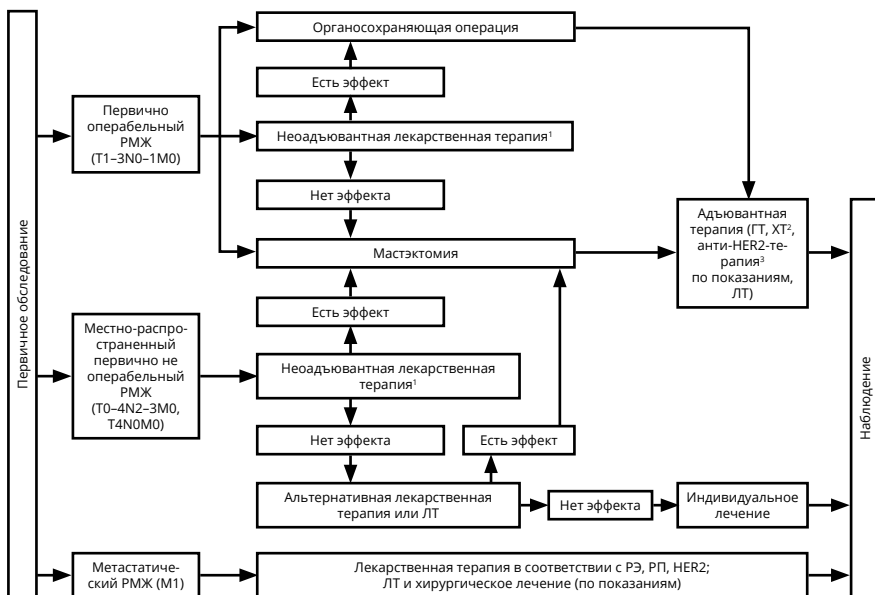 Первичное обследование
Органосохраняющая операция
Есть эффект
Первично
операбельный
РМЖ
(T1–3N0–1M0)
Неоадъювантная лекарственная терапия¹
Нет эффекта
Мастэктомия
Адъювантная
терапия (ГТ, ХТ²,
анти-HER2-те-
рапия³
по показаниям,
ЛТ)
Есть эффект
Местно-распро-
страненный
первично не
операбельный
РМЖ
(T0–4N2–3M0,
T4N0M0)
Неоадъювантная лекарственная
терапия¹
Нет эффекта
Есть эффект
Альтернативная лекарственная
терапия или ЛТ
Нет эффекта
Индивидуальное
лечение
Метастатиче-
ский РМЖ (M1)
Лекарственная терапия в соответствии с РЭ, РП, HER2;
ЛТ и хирургическое лечение (по показаниям)
Наблюдение